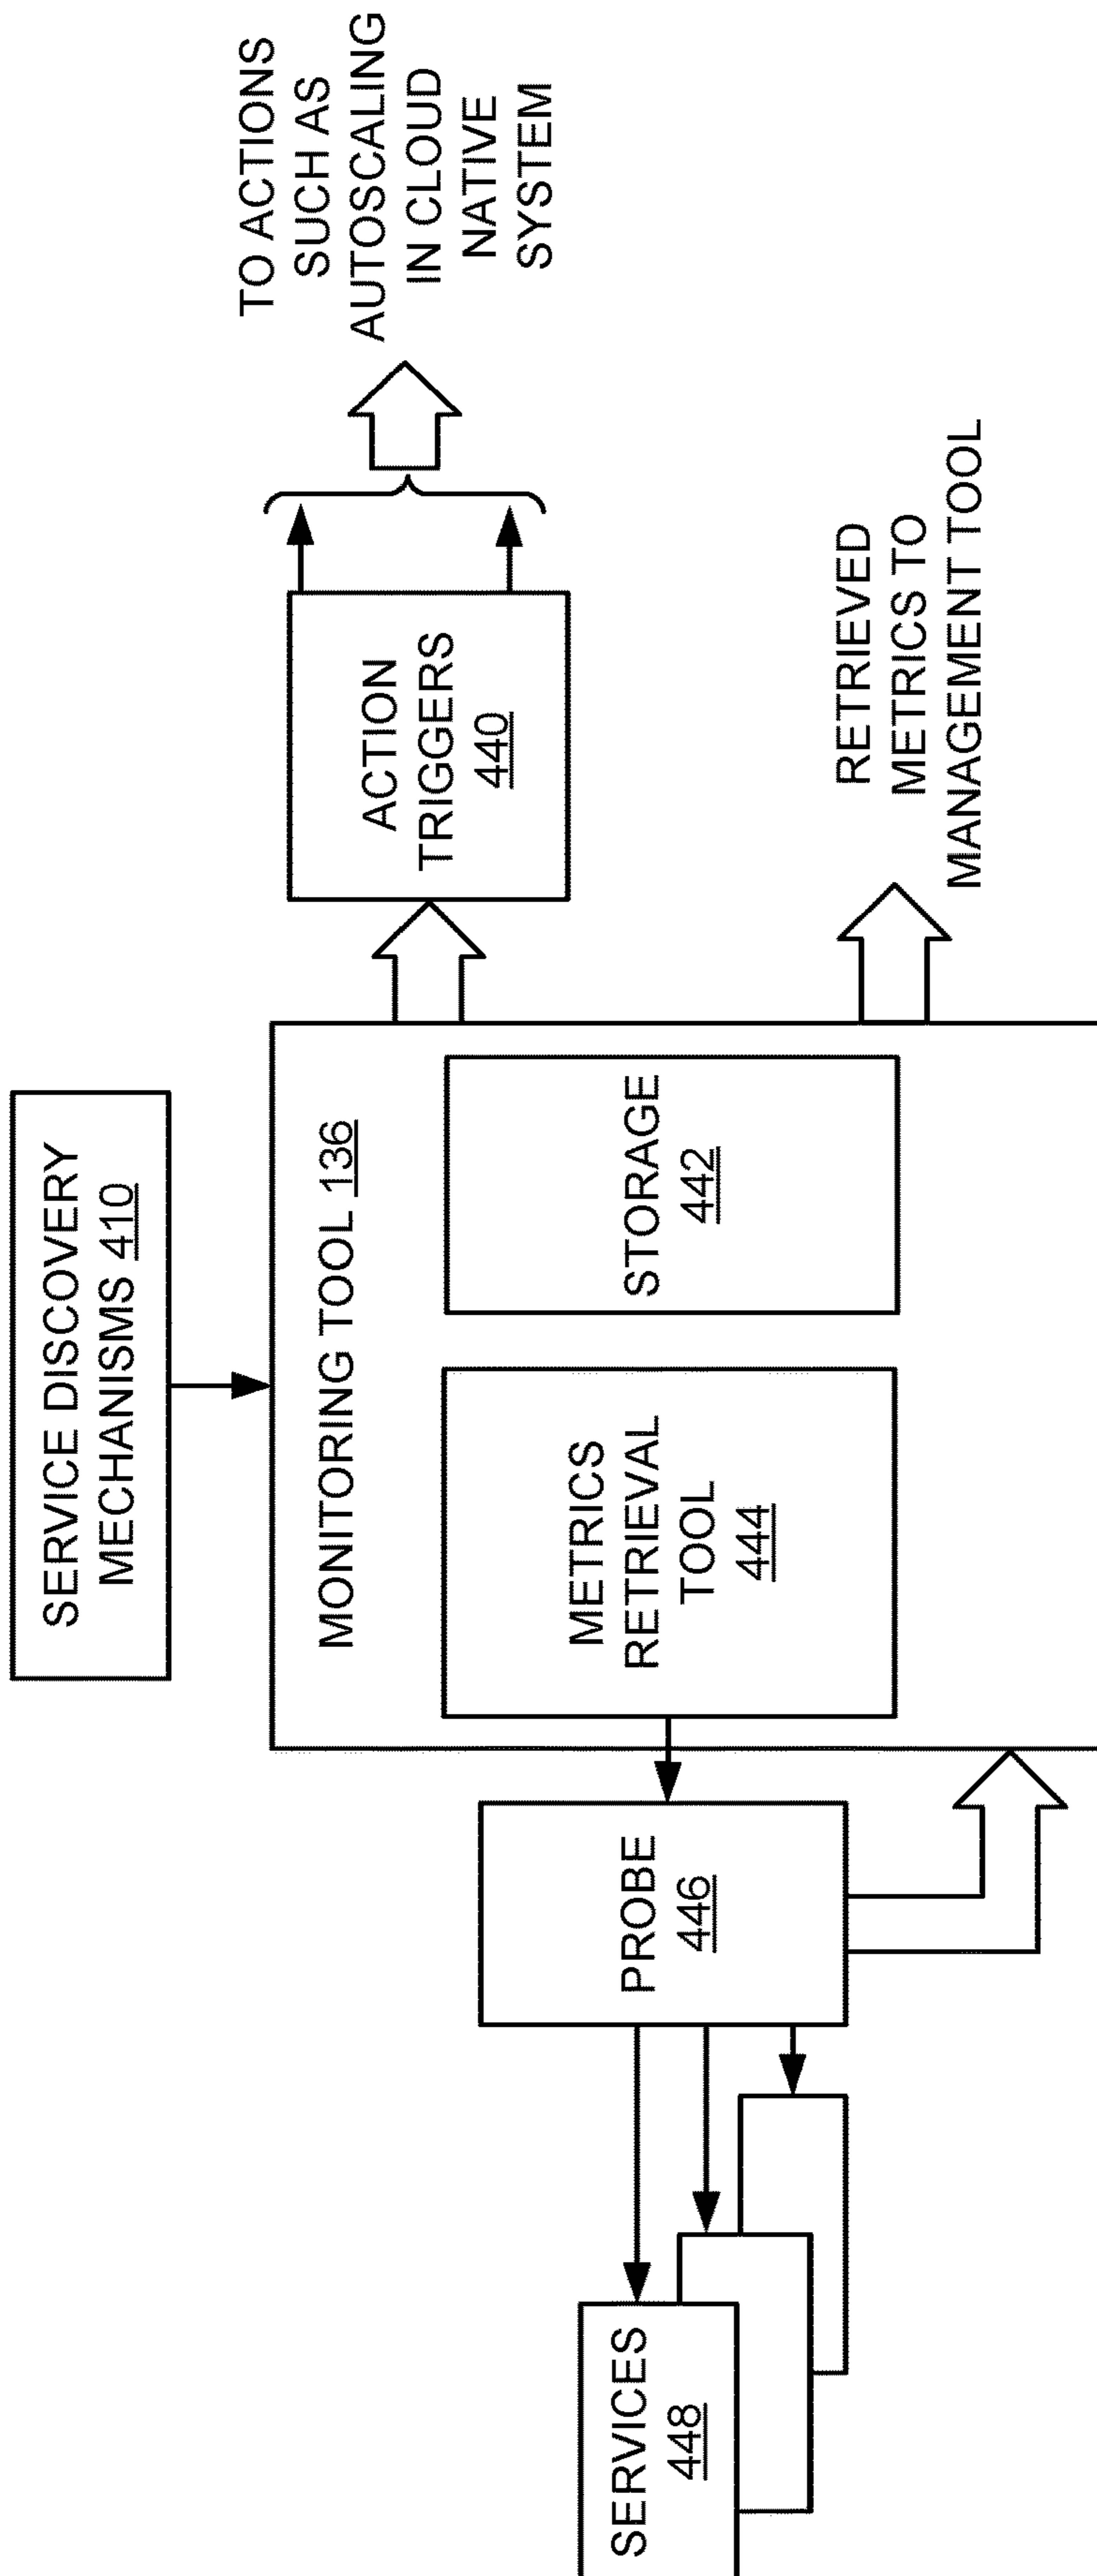 SERVICE DISCOVERY
MECHANISMS 410
MONITORING TOOL 136
SERVICES
448
PROBE
446
METRICS
RETRIEVAL
TOOL
444
STORAGE
442
ACTION
TRIGGERS
440
TO ACTIONS
SUCH AS
AUTOSCALING
IN CLOUD
NATIVE
SYSTEM
RETRIEVED
METRICS TO
MANAGEMENT TOOL